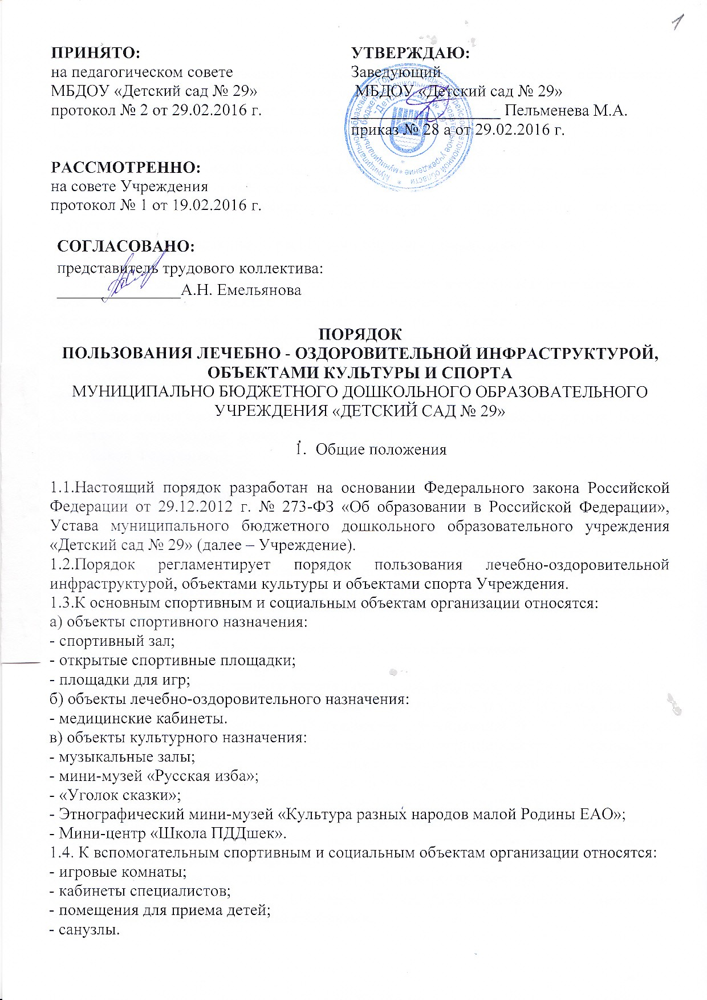 1
ПРИНЯТО:
на педагогическом совете
МБДОУ «Детский сад № 29»
протокол № 2 от 29.02.2016 г.
УТВЕРЖДАЮ:
Заведующий
МБДОУ «Детский сад № 29»
___________________ Пельменева М.А.
приказ № 28 а от 29.02.2016 г.
РАССМОТРЕННО:
на совете Учреждения
протокол № 1 от 19.02.2016 г.
СОГЛАСОВАНО:
представитель трудового коллектива:
________________А.Н. Емельянова
ПОРЯДОК
ПОЛЬЗОВАНИЯ ЛЕЧЕБНО - ОЗДОРОВИТЕЛЬНОЙ ИНФРАСТРУКТУРОЙ,
ОБЪЕКТАМИ КУЛЬТУРЫ И СПОРТА
МУНИЦИПАЛЬНО БЮДЖЕТНОГО ДОШКОЛЬНОГО ОБРАЗОВАТЕЛЬНОГО
УЧРЕЖДЕНИЯ «ДЕТСКИЙ САД № 29»
1. Общие положения
1.1.Настоящий порядок разработан на основании Федерального закона Российской
Федерации от 29.12.2012 г. № 273-ФЗ «Об образовании в Российской Федерации»,
Устава муниципального бюджетного дошкольного образовательного учреждения
«Детский сад № 29» (далее – Учреждение).
1.2.Порядок регламентирует порядок пользования лечебно-оздоровительной
инфраструктурой, объектами культуры и объектами спорта Учреждения.
1.3.К основным спортивным и социальным объектам организации относятся:
а) объекты спортивного назначения:
- спортивный зал;
- открытые спортивные площадки;
- площадки для игр;
б) объекты лечебно-оздоровительного назначения:
- медицинские кабинеты.
в) объекты культурного назначения:
- музыкальные залы;
- мини-музей «Русская изба»;
- «Уголок сказки»;
- Этнографический мини-музей «Культура разных народов малой Родины ЕАО»;
- Мини-центр «Школа ПДДшек».
1.4. К вспомогательным спортивным и социальным объектам организации относятся:
- игровые комнаты;
- кабинеты специалистов;
- помещения для приема детей;
- санузлы.